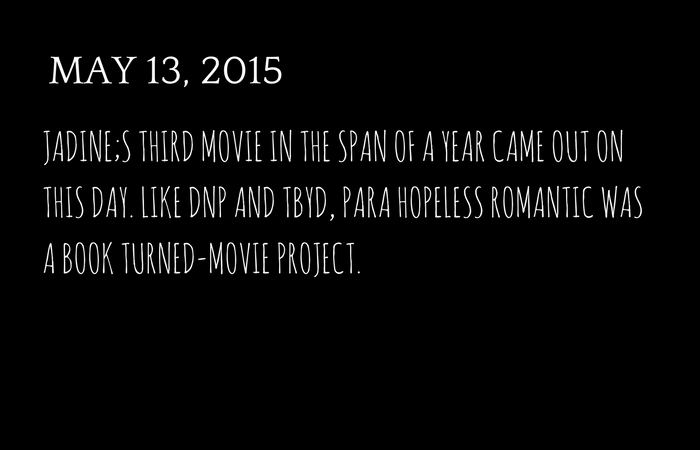 MAY 13, 2015
JADINE;S THIRD MOVIE IN THE SPAN OF A YEAR CAME OUT ON
THIS DAY. LIKE DNP AND TBYD, PARA HOPELESS ROMANTIC WAS
A BOOK TURNED-MOVIE PROJECT.